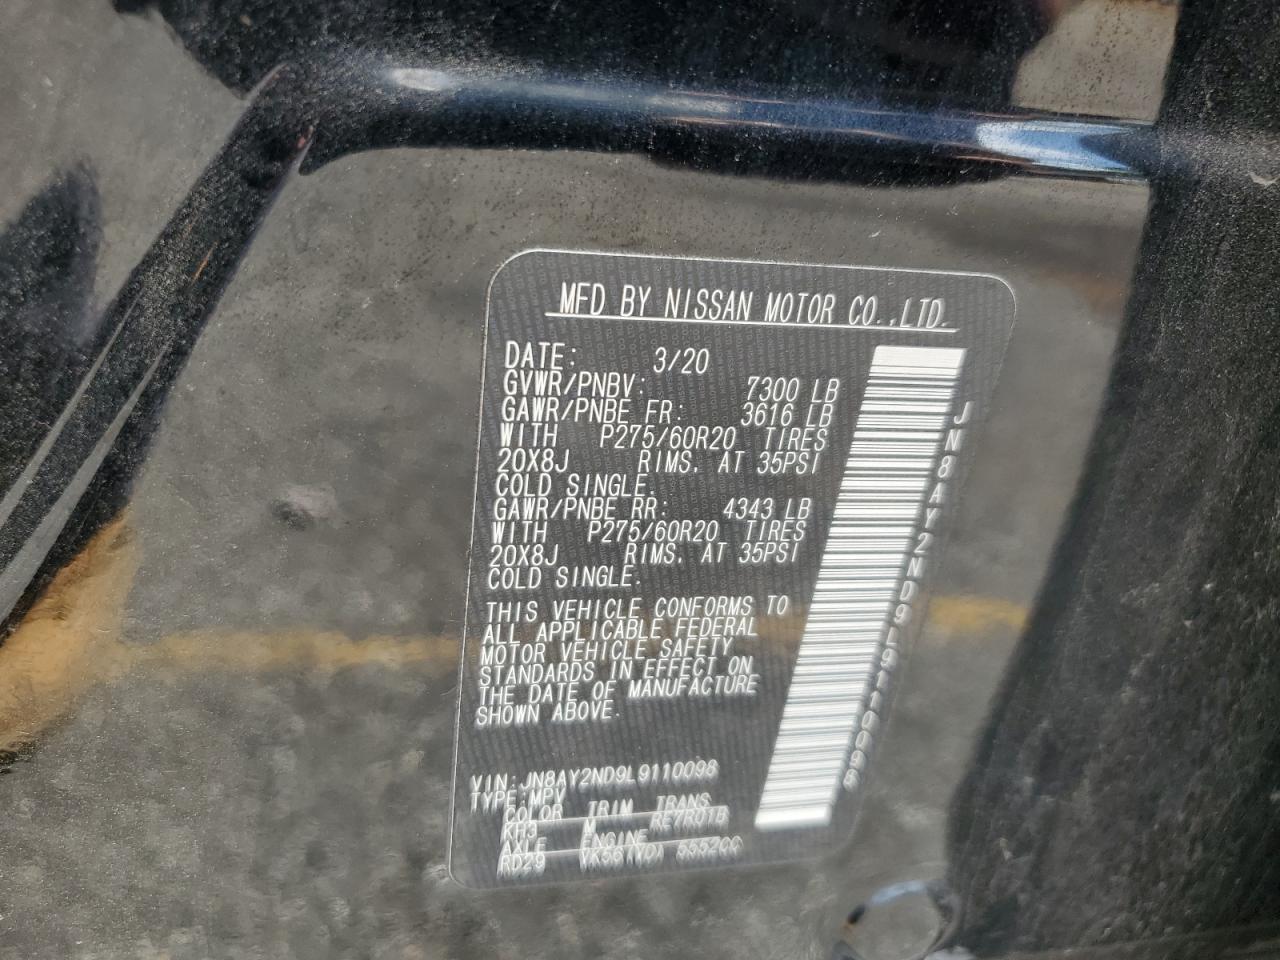 MFD BY NISSAN MOTOR CO.,LTD.
DATE: 3/20
GVWR/PNBV: 7300 LB
GAWR/PNBE FR: 3616 LB
WITH P275/60R20 TIRES
20X8J RIMS, AT 35PSI
COLD SINGLE.
GAWR/PNBE RR: 4343 LB
WITH P275/60R20 TIRES
20X8J RIMS, AT 35PSI
COLD SINGLE.
THIS VEHICLE CONFORMS TO
ALL APPLICABLE FEDERAL
MOTOR VEHICLE SAFETY
STANDARDS IN EFFECT ON
THE DATE OF MANUFACTURE
SHOWN ABOVE.
VIN:JN8AY2ND9L9110098
TYPE:MPV
COLOR TRIM TRANS
KH3 M RE7R01B
AXLE ENGINE
RD29 5552CC
JN8AY2ND9L9110098